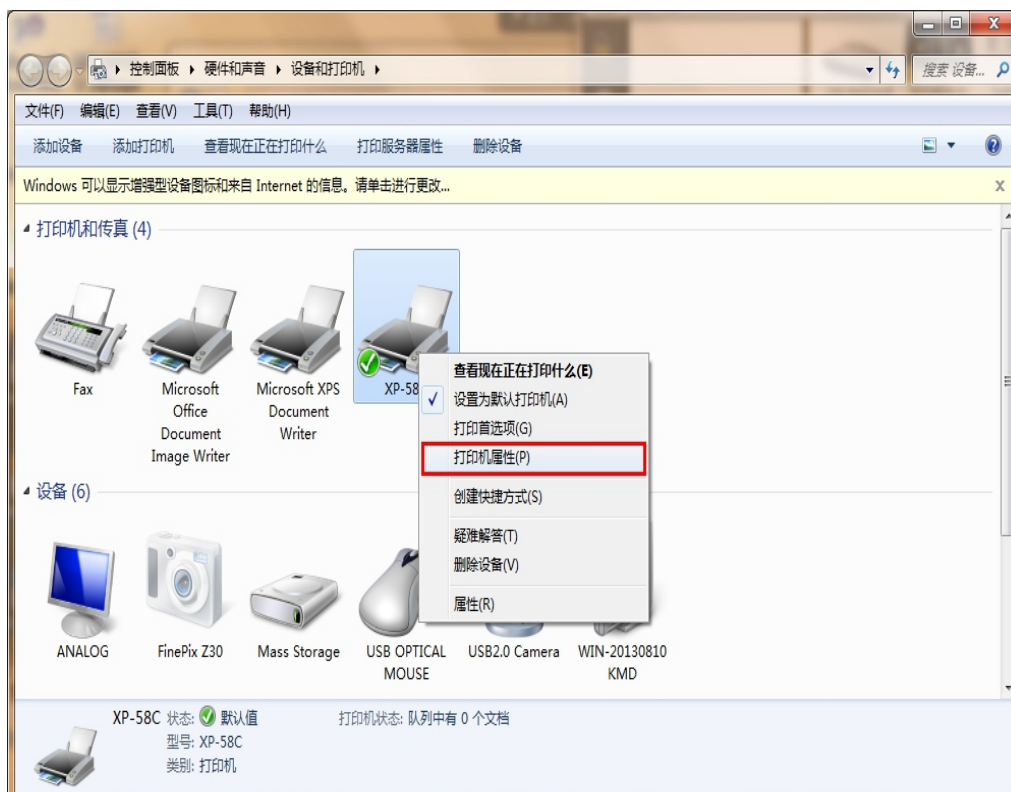 控制面板 硬件和声音 设备和打印机
搜索 设备...
文件(F) 编辑(E) 查看(V) 工具(T) 帮助(H)
添加设备 添加打印机 查看现在正在打印什么 打印服务器属性 删除设备
Windows 可以显示增强型设备图标和来自 Internet 的信息。请单击进行更改...
打印机和传真 (4)
Fax
Microsoft
Office
Document
Image Writer
Microsoft XPS
Document
Writer
XP-58
查看现在正在打印什么(E)
设置为默认打印机(A)
打印首选项(G)
打印机属性(P)
创建快捷方式(S)
疑难解答(T)
删除设备(V)
属性(R)
设备 (6)
ANALOG
FinePix Z30
Mass Storage
USB OPTICAL
MOUSE
USB2.0 Camera
WIN-20130810
KMD
XP-58C 状态: 默认值 打印机状态: 队列中有 0 个文档
型号: XP-58C
类别: 打印机